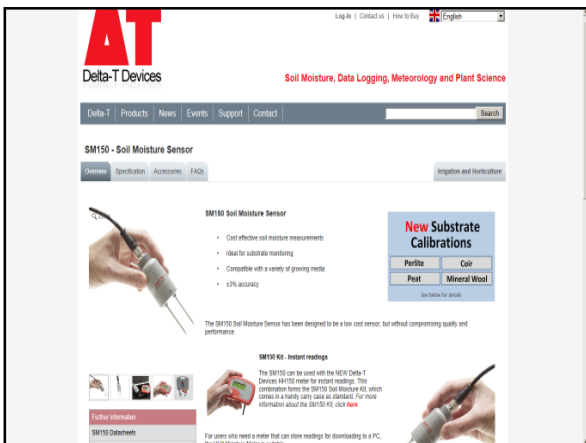 Log-In | Contact us | How to Buy English
AT
Delta-T Devices
Soil Moisture, Data Logging, Meteorology and Plant Science
Delta-T Products News Events Support Contact Search
SM150 - Soil Moisture Sensor
Overview Specification Accessories FAQs Irrigation and Horticulture
SM150 Soil Moisture Sensor
Cost effective soil moisture measurements
Ideal for substrate monitoring
Compatible with a variety of growing media
±3% accuracy
New Substrate
Calibrations
Perlite Coir
Peat Mineral Wool
See below for details
The SM150 Soil Moisture Sensor has been designed to be a low cost sensor, but without compromising quality and
performance.
SM150 Kit - Instant readings
The SM150 can be used with the NEW Delta-T
Devices HH150 meter for instant readings. This
combination forms the SM150 Soil Moisture Kit, which
comes in a handy carry case as standard. For more
information about the SM150 Kit, click here
Further Information
SM150 Datasheets
For users who need a meter that can store readings for downloading to a PC,